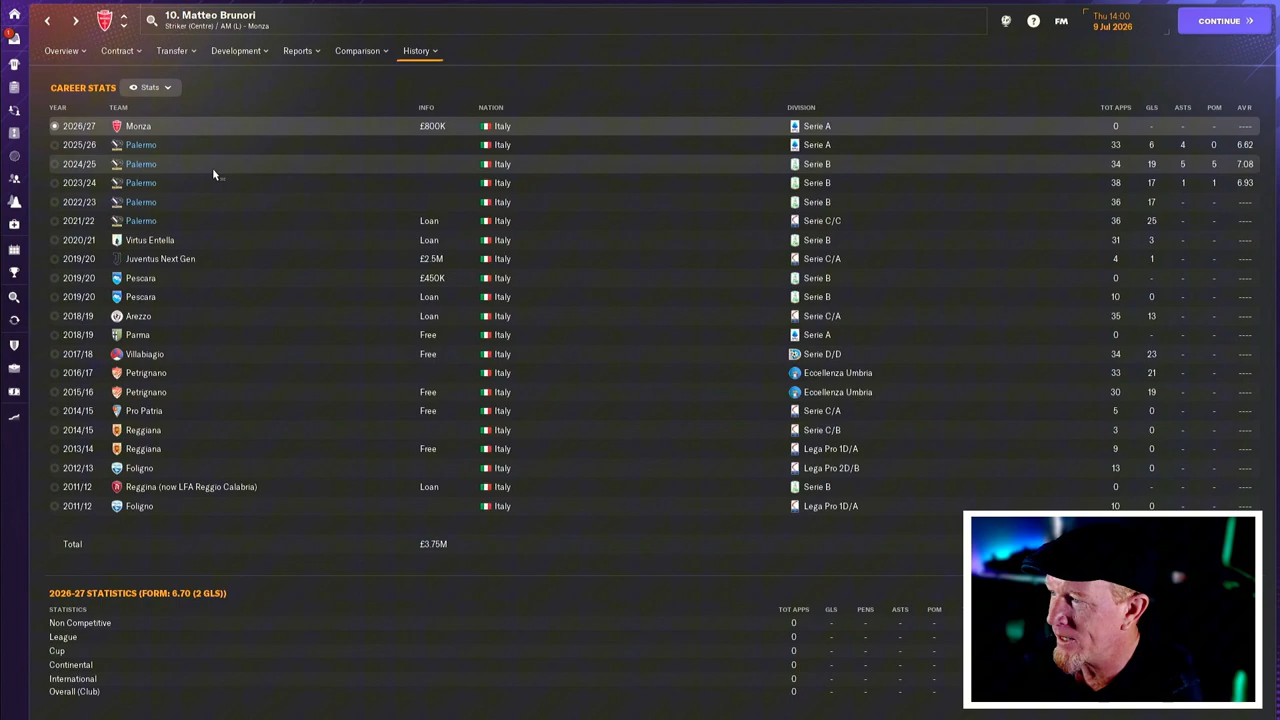 10. Matteo Brunori
Striker (Centre) / AM (L) - Monza
1
? FM Thu 14:00
9 Jul 2026
CONTINUE
Overview Contract Transfer Development Reports Comparison History
CAREER STATS Stats
YEAR TEAM INFO NATION DIVISION TOT APPS GLS ASTS POM AV R
2026/27 Monza £800K Italy Serie A 0 - - - ----
2025/26 Palermo Italy Serie A 33 6 4 0 6.62
2024/25 Palermo Italy Serie B 34 19 5 5 7.08
2023/24 Palermo Italy Serie B 38 17 1 1 6.93
2022/23 Palermo Italy Serie B 36 17 - - ----
2021/22 Palermo Loan Italy Serie C/C 36 25 - - ----
2020/21 Virtus Entella Loan Italy Serie B 31 3 - - ----
2019/20 Juventus Next Gen £2.5M Italy Serie C/A 4 1 - - ----
2019/20 Pescara £450K Italy Serie B 0 - - - ----
2019/20 Pescara Loan Italy Serie B 10 0 - - ----
2018/19 Arezzo Loan Italy Serie C/A 35 13 - - ----
2018/19 Parma Free Italy Serie A 0 - - - ----
2017/18 Villabiagio Free Italy Serie D/D 34 23 - - ----
2016/17 Petrignano Italy Eccellenza Umbria 33 21 - - ----
2015/16 Petrignano Free Italy Eccellenza Umbria 30 19 - - ----
2014/15 Pro Patria Free Italy Serie C/A 5 0 - - ----
2014/15 Reggiana Italy Serie C/B 3 0 - - ----
2013/14 Reggiana Free Italy Lega Pro 1D/A 9 0 - - ----
2012/13 Foligno Italy Lega Pro 2D/B 13 0 - - ----
2011/12 Reggina (now LFA Reggio Calabria) Loan Italy Serie B 0 - - - ----
2011/12 Foligno Italy Lega Pro 1D/A 10 0 - - ----
Total £3.75M
2026-27 STATISTICS (FORM: 6.70 (2 GLS))
STATISTICS TOT APPS GLS PENS ASTS POM
Non Competitive 0 - - - -
League 0 - - - -
Cup 0 - - - -
Continental 0 - - - -
International 0 - - - -
Overall (Club) 0 - - - -